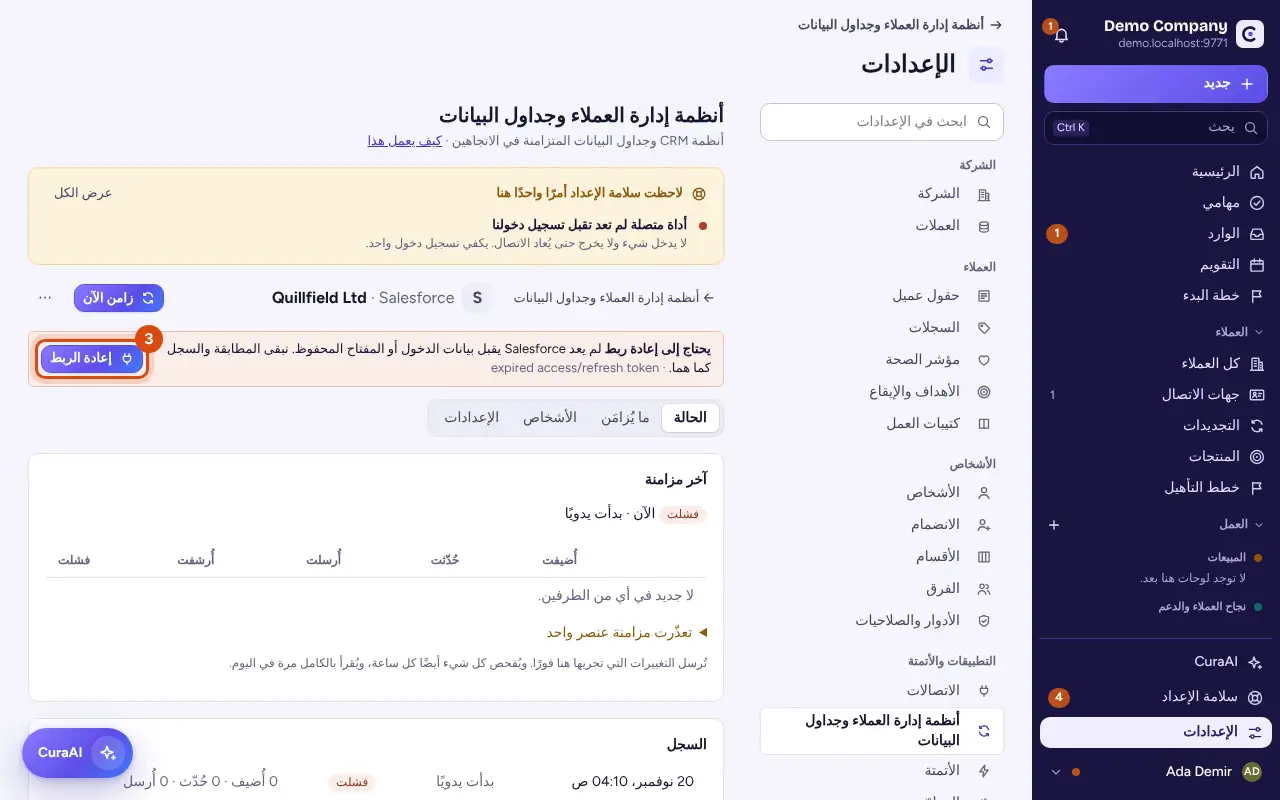 Demo Company
demo.localhost:9771
1
جديد
بحث
Ctrl K
الرئيسية
مهامي
الوارد
1
التقويم
خطة البدء
العملاء
كل العملاء
جهات الاتصال
1
التجديدات
المنتجات
خطط التأهيل
العمل
المبيعات
لا توجد لوحات هنا بعد.
نجاح العملاء والدعم
CuraAI
سلامة الإعداد
4
الإعدادات
Ada Demir
AD
أنظمة إدارة العملاء وجداول البيانات
الإعدادات
ابحث في الإعدادات
الشركة
الشركة
العملات
العملاء
حقول عميل
السجلات
مؤشر الصحة
الأهداف والإيقاع
كتيبات العمل
الأشخاص
الأشخاص
الانضمام
الأقسام
الفرق
الأدوار والصلاحيات
التطبيقات والأتمتة
الاتصالات
أنظمة إدارة العملاء وجداول
البيانات
الأتمتة
أنظمة إدارة العملاء وجداول البيانات
أنظمة CRM وجداول البيانات المتزامنة في الاتجاهين · كيف يعمل هذا
لاحظت سلامة الإعداد أمرًا واحدًا هنا
عرض الكل
أداة متصلة لم تعد تقبل تسجيل دخولنا
لا يدخل شيء ولا يخرج حتى يُعاد الاتصال. يكفي تسجيل دخول واحد.
أنظمة إدارة العملاء وجداول البيانات
S
Quillfield Ltd · Salesforce
زامن الآن
يحتاج إلى إعادة ربط لم يعد Salesforce يقبل بيانات الدخول أو المفتاح المحفوظ. تبقى المطابقة والسجل
كما هما. · expired access/refresh token
إعادة الربط
3
الحالة
ما يُزامَن
الأشخاص
الإعدادات
آخر مزامنة
فشلت
الآن · بدأت يدويًا
أُضيفت
حُدّثت
أُرسلت
أُرشفت
فشلت
لا جديد في أي من الطرفين.
تعذّرت مزامنة عنصر واحد
تُرسل التغييرات التي تجريها هنا فورًا. ويُفحص كل شيء أيضًا كل ساعة، ويُقرأ بالكامل مرة في اليوم.
السجل
20 نوفمبر، 04:10 ص
بدأت يدويًا
فشلت
0 أُضيف · 0 حُدّث · 0 أُرسل
CuraAI